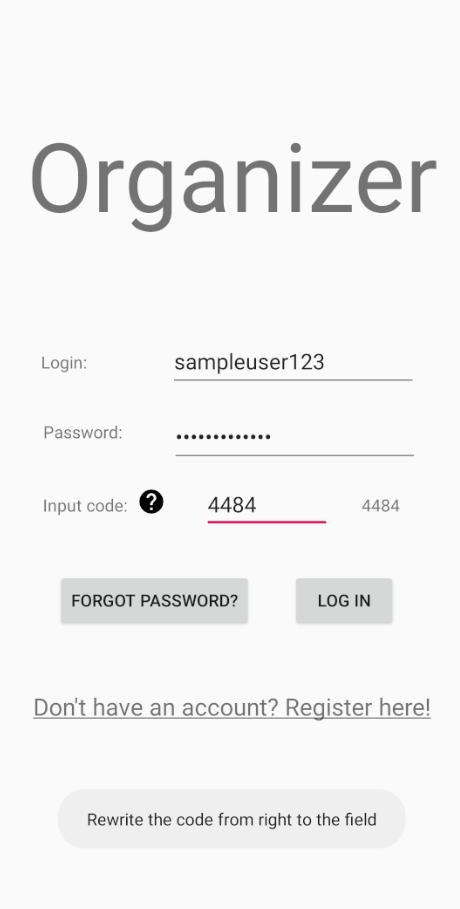 Organizer
Login: sampleuser123
Password: •••••••••••••
Input code: ? 4484 4484
FORGOT PASSWORD? LOG IN
Don't have an account? Register here!
Rewrite the code from right to the field